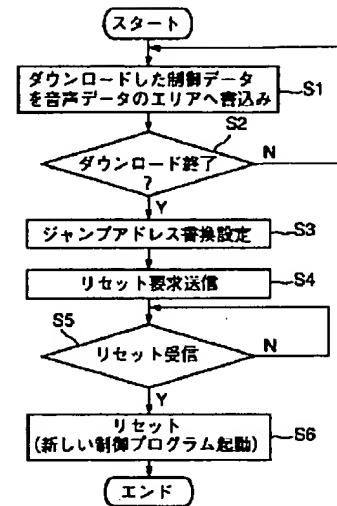 スタート
ダウンロードした制御データ
を音声データのエリアへ書込み
S1
S2
ダウンロード終了
?
N
Y
ジャンプアドレス書換設定
S3
リセット要求送信
S4
S5
リセット受信
N
Y
リセット
(新しい制御プログラム起動)
S6
エンド